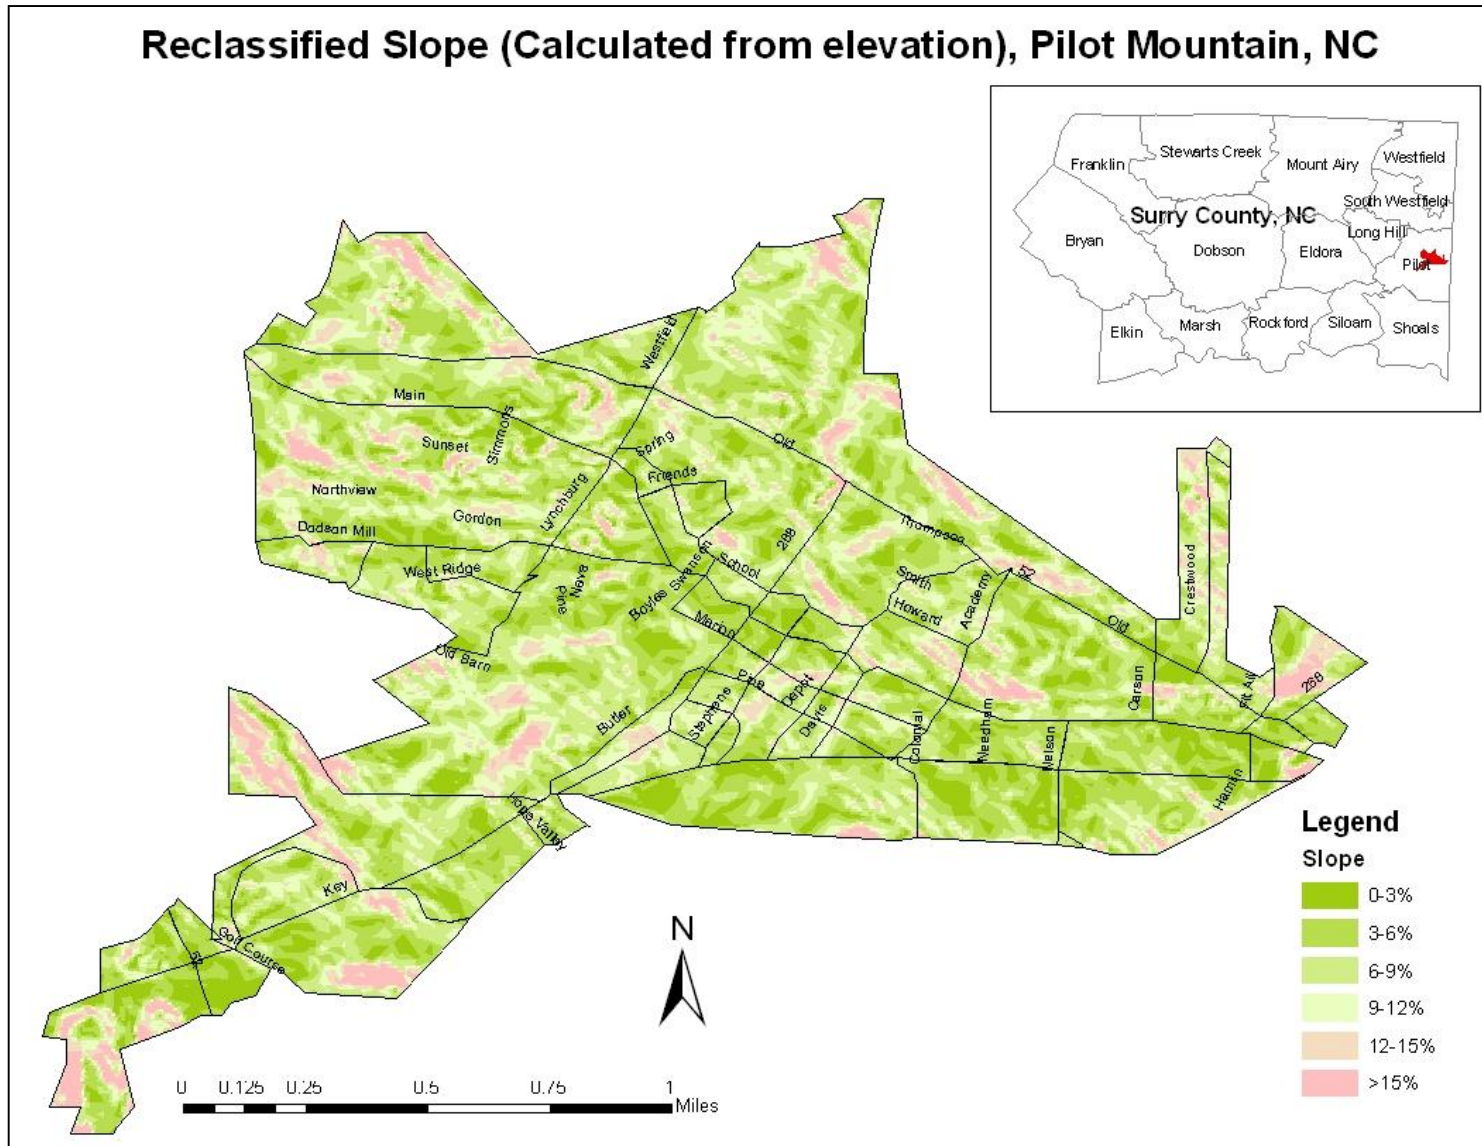 Reclassified Slope (Calculated from elevation), Pilot Mountain, NC
Franklin
Stewarts Creek
Mount Airy
Westfield
South Westfield
Surry County, NC
Long Hill
Bryan
Dobson
Eldora
Pilot
Elkin
Marsh
Rockford
Siloam
Shoals
Westfield
Main
Simmons
Sunset
Spring
Old
Northview
Friends
Lynchburg
Gordon
Dodson Mill
Thompson
268
Swanson
School
West Ridge
Neva
Pine
Boyles
Smith
52
Academy
Crestwood
Howard
Marion
Old
Old Barn
Pine
Depot
Carson
268
Stephens
Butler
Davis
Colonial
Needham
Nelson
Hamlin
Hope Valley
Key
Golf Course
52
N
0 0.125 0.25 0.5 0.75 1
Miles
Legend
Slope
0-3%
3-6%
6-9%
9-12%
12-15%
>15%